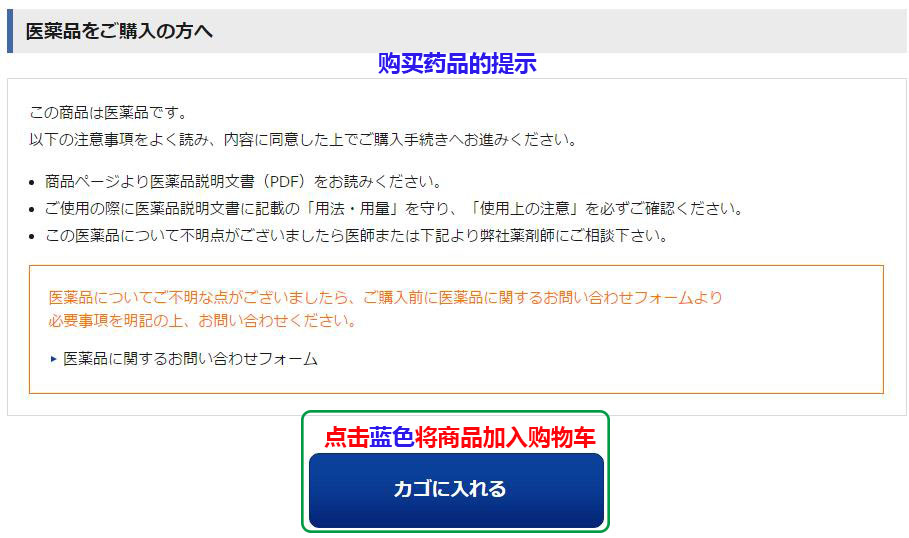 医薬品をご購入の方へ
购买药品的提示
この商品は医薬品です。
以下の注意事項をよく読み、内容に同意した上でご購入手続きへお進みください。
• 商品ページより医薬品説明文書（PDF）をお読みください。
• ご使用の際に医薬品説明文書に記載の「用法・用量」を守り、「使用上の注意」を必ずご確認ください。
• この医薬品について不明点がございましたら医師または下記より弊社薬剤師にご相談下さい。
医薬品についてご不明な点がございましたら、ご購入前に医薬品に関するお問い合わせフォームより
必要事項を明記の上、お問い合わせください。
医薬品に関するお問い合わせフォーム
点击蓝色将商品加入购物车
カゴに入れる